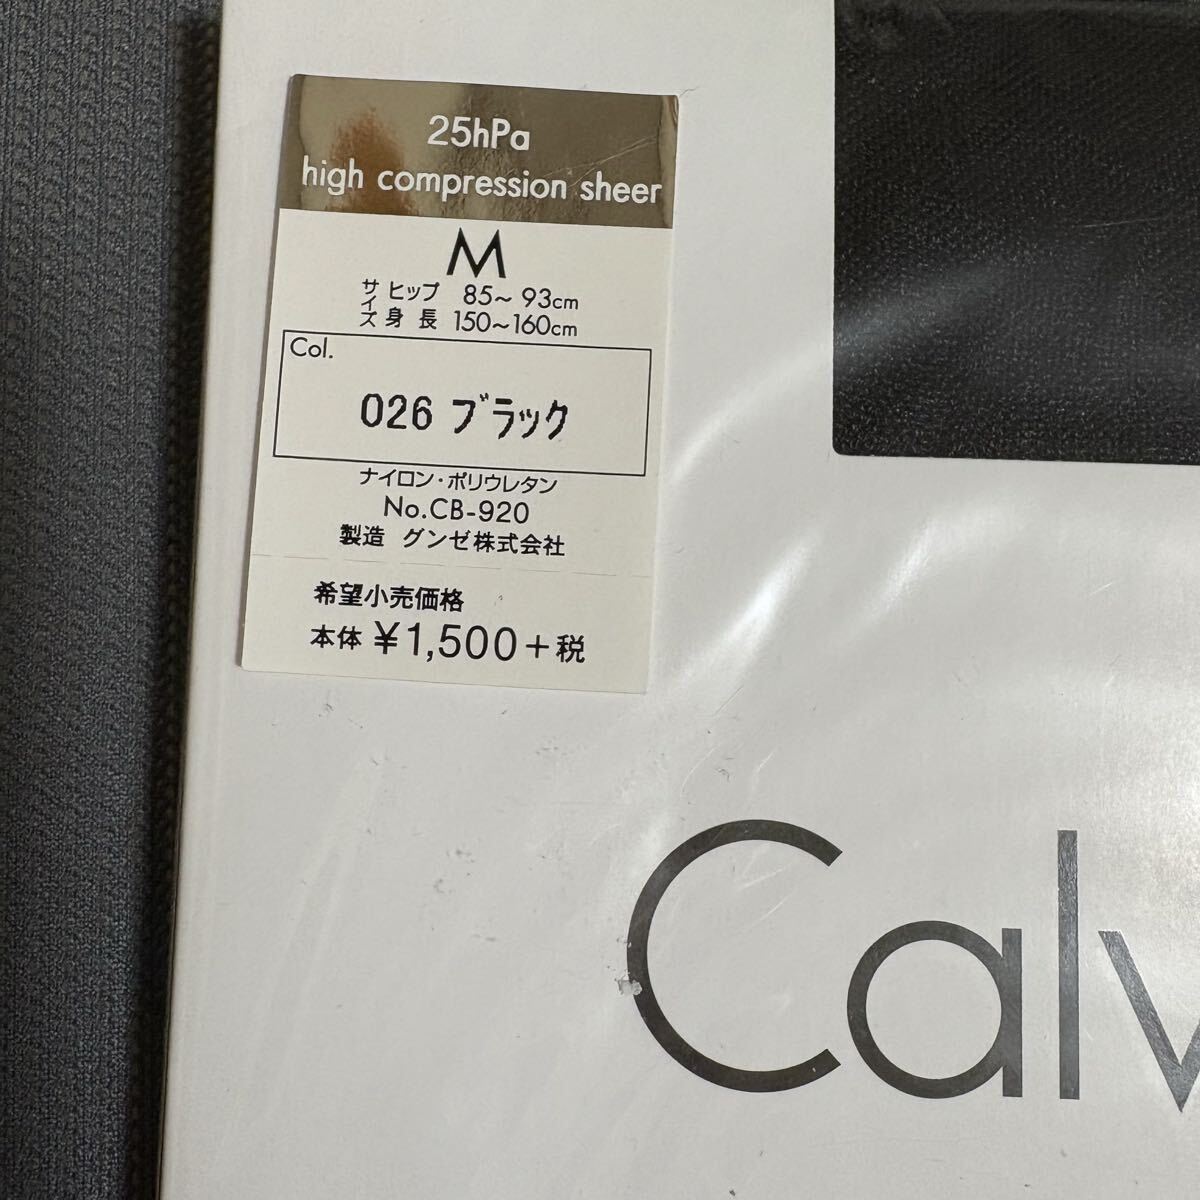 25hPa
high compression sheer
M
サイズ ヒップ 85～93cm
身長 150～160cm
Col.
026 ブラック
ナイロン・ポリウレタン
No.CB-920
製造 グンゼ株式会社
希望小売価格
本体 ¥1,500+税
Calv